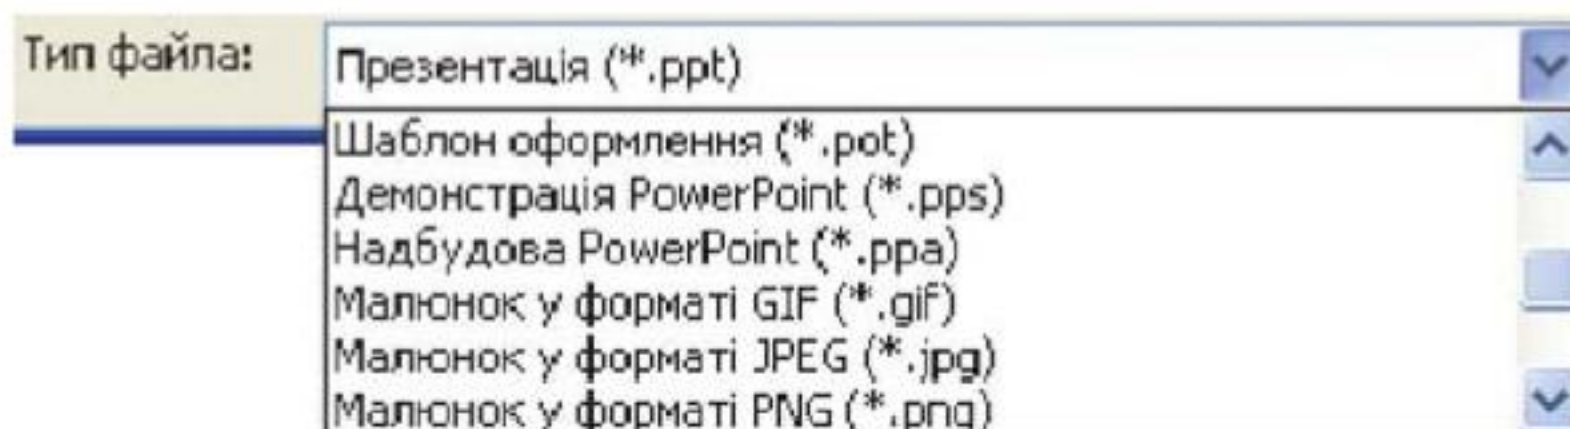 Тип файла:
Презентація (*.ppt)
Шаблон оформлення (*.pot)
Демонстрація PowerPoint (*.pps)
Надбудова PowerPoint (*.ppa)
Малюнок у форматі GIF (*.gif)
Малюнок у форматі JPEG (*.jpg)
Малюнок у форматі PNG (*.png)